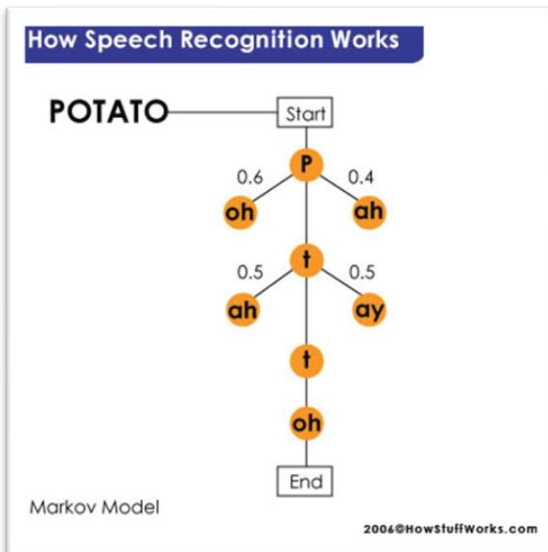 How Speech Recognition Works
POTATO
Start
P
0.6
0.4
oh
ah
t
0.5
0.5
ah
ay
t
oh
End
Markov Model
2006©HowStuffWorks.com